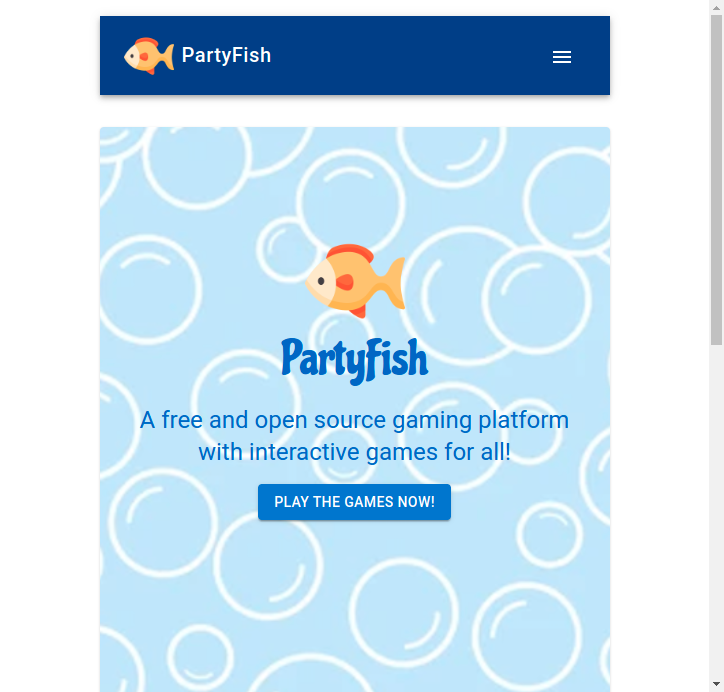 PartyFish
PartyFish
A free and open source gaming platform
with interactive games for all!
PLAY THE GAMES NOW!